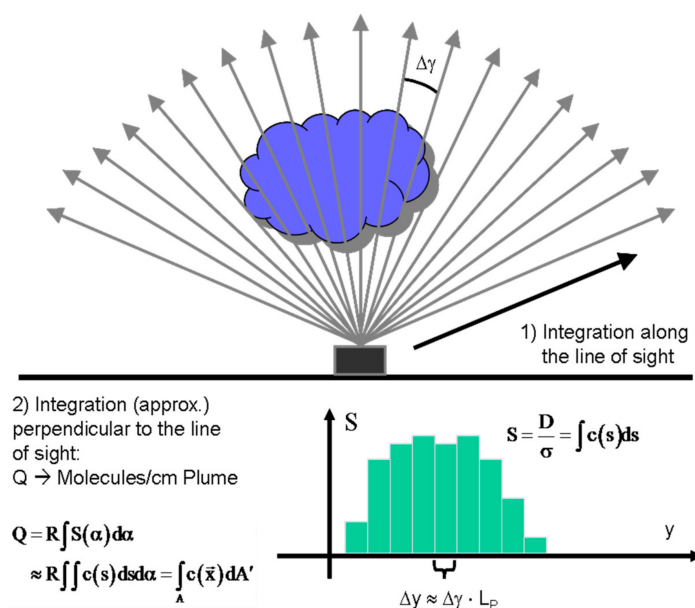 Δγ
1) Integration along
the line of sight
2) Integration (approx.)
perpendicular to the line
of sight:
Q → Molecules/cm Plume
Q = R∫S(α)dα
≈ R∫∫c(s)dsdα = ∫c(x̄)dA′
A
S
S = D/σ = ∫c(s)ds
y
Δy ≈ Δγ · L_P